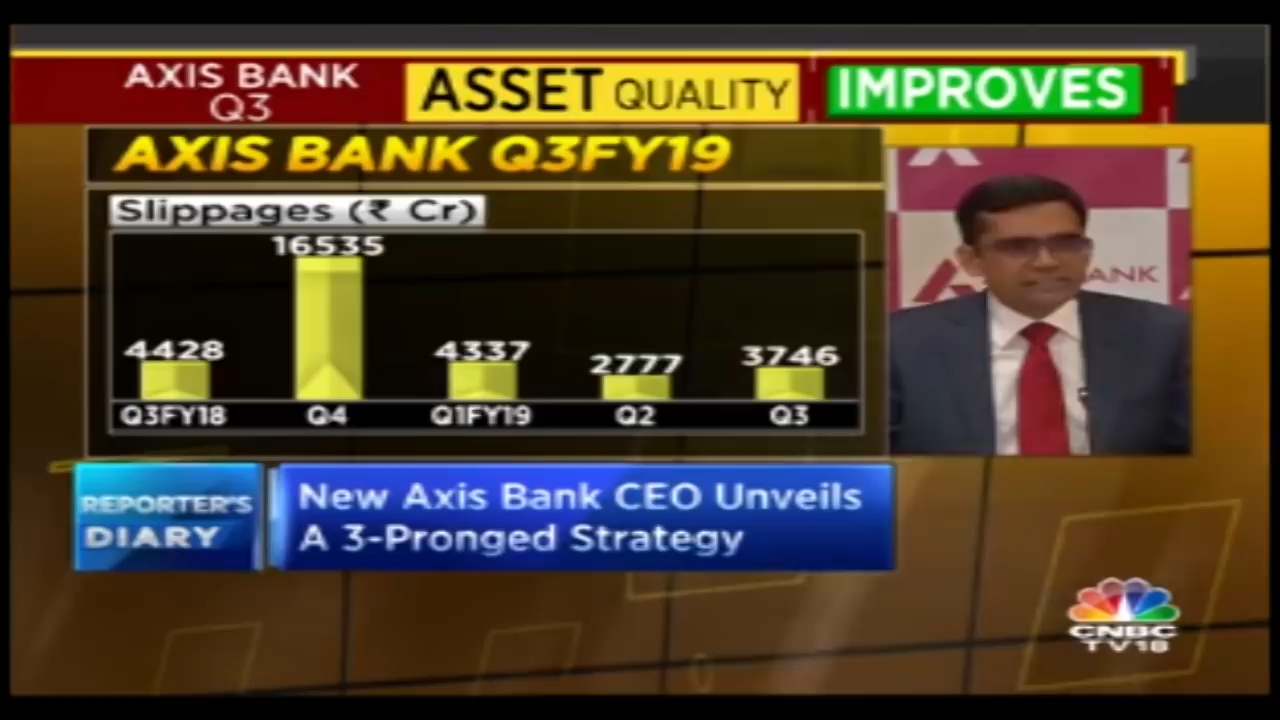 AXIS BANK
Q3
ASSET QUALITY
IMPROVES
AXIS BANK Q3FY19
Slippages (₹ Cr)
4428 16535 4337 2777 3746
Q3FY18 Q4 Q1FY19 Q2 Q3
ANK
REPORTER'S
DIARY
New Axis Bank CEO Unveils
A 3-Pronged Strategy
CNBC
TV18